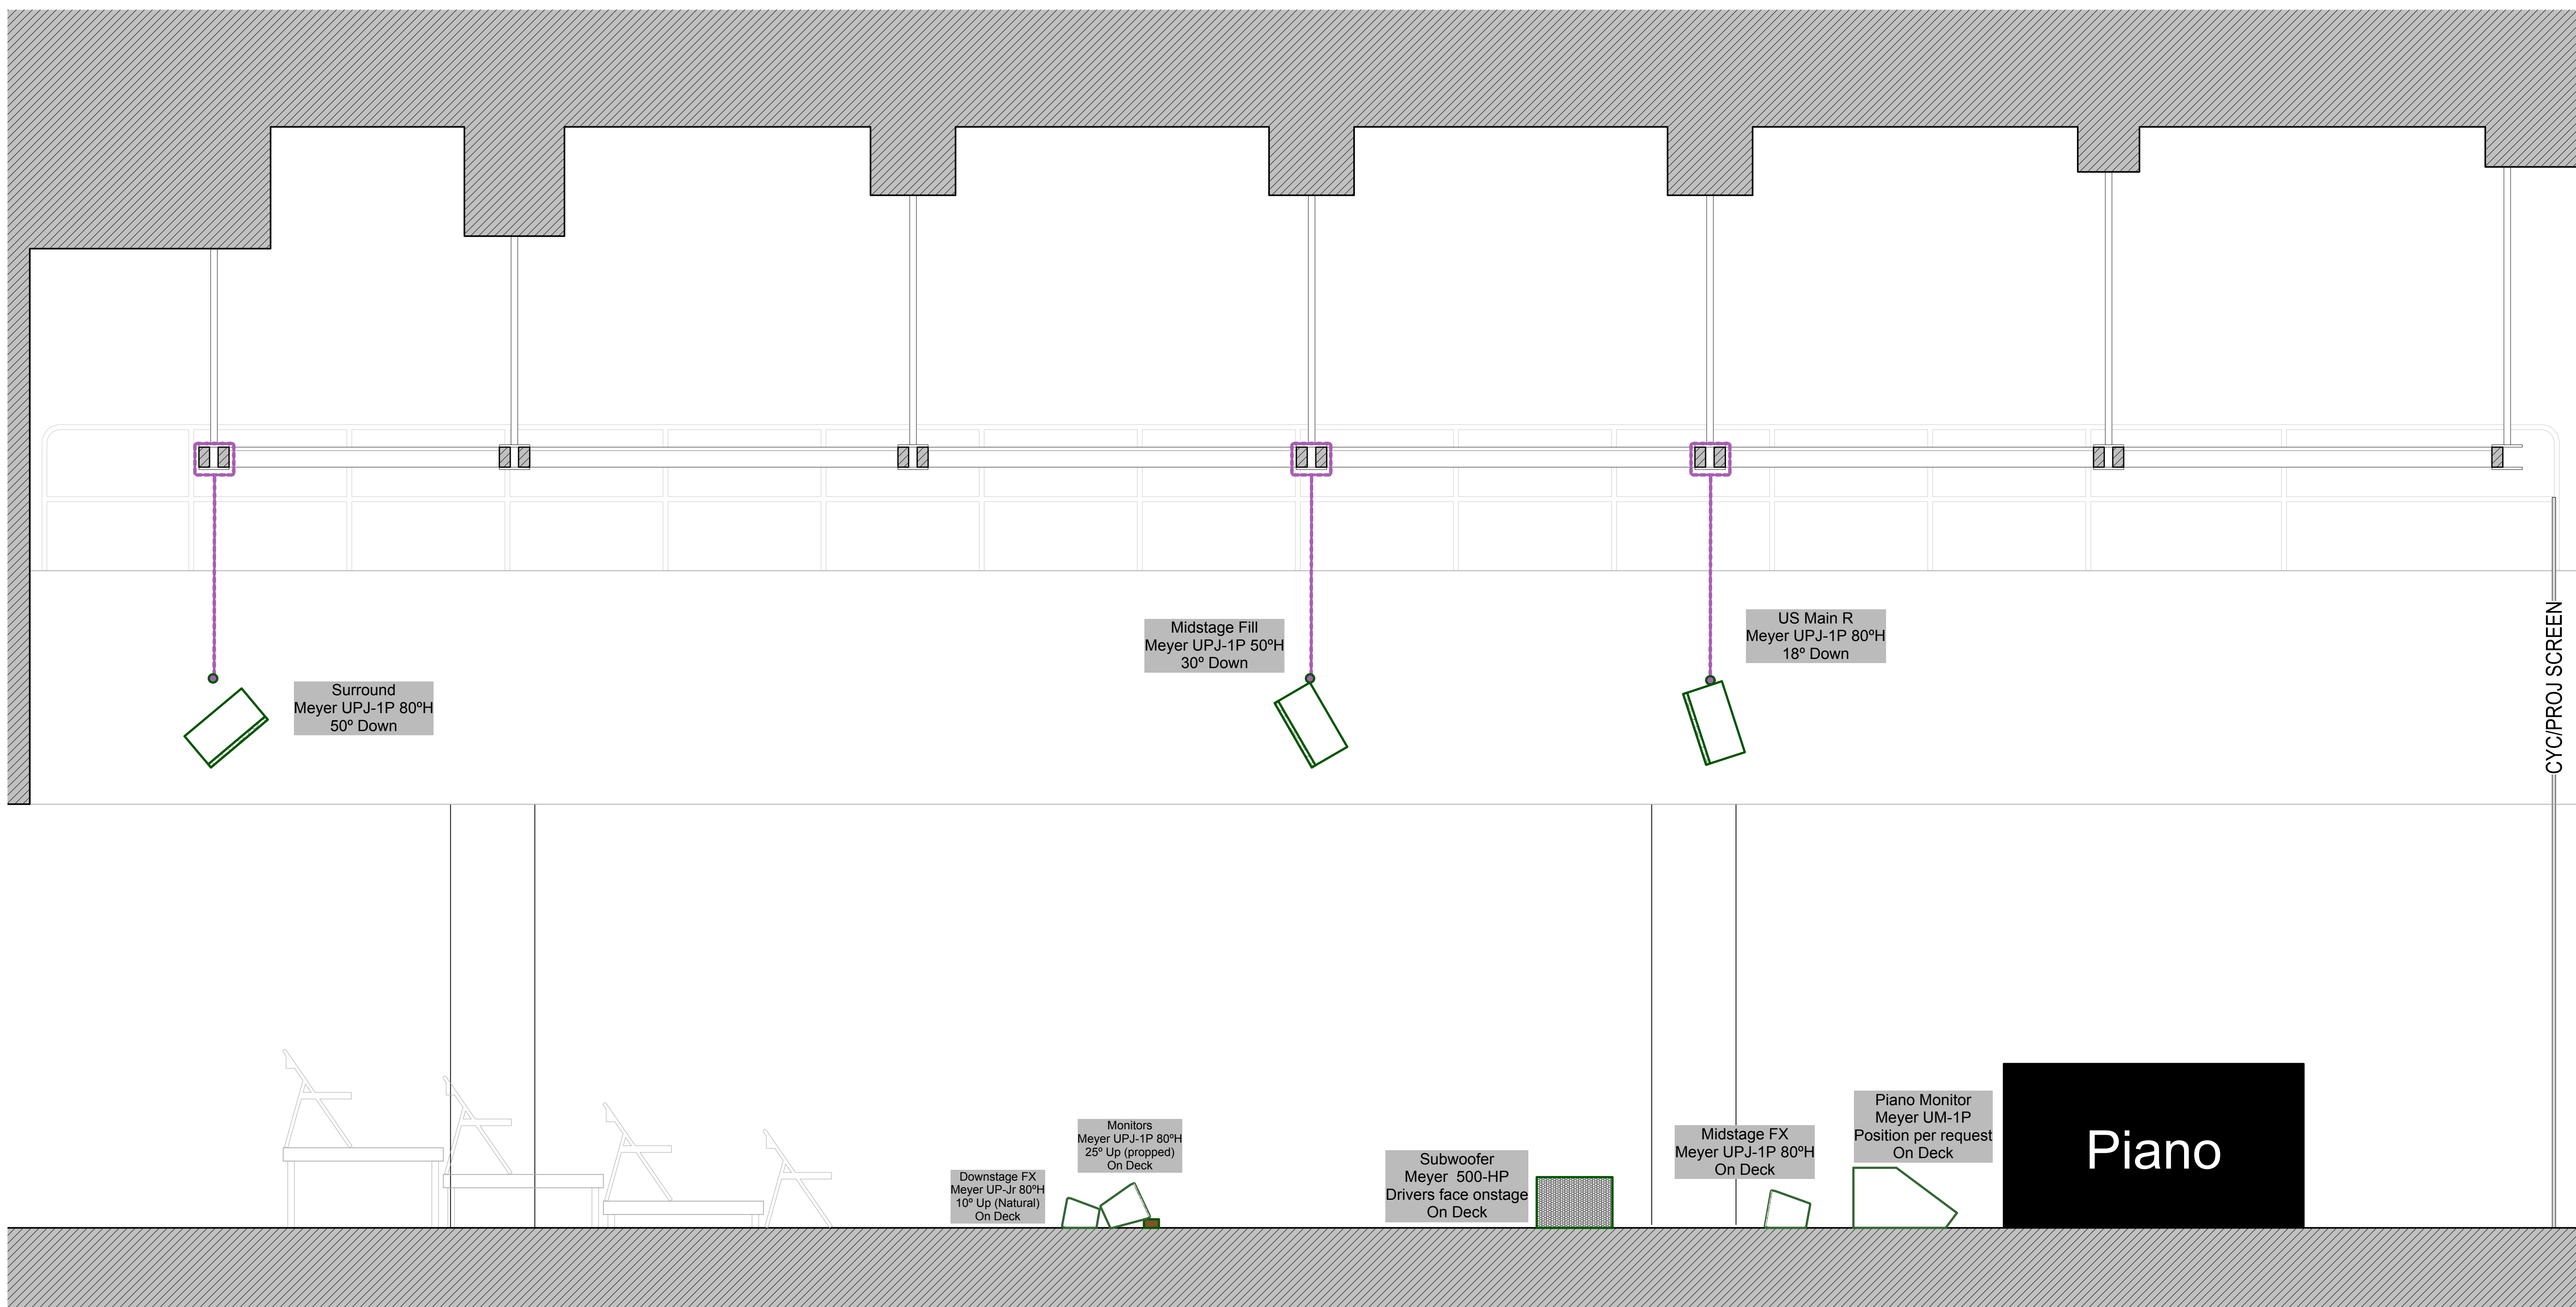 US Main R
Meyer UPJ-1P 80ºH
18º Down
Midstage Fill
Meyer UPJ-1P 50ºH
30º Down
Surround
Meyer UPJ-1P 80ºH
50º Down
CYC/PROJ SCREEN
Monitors
Meyer UPJ-1P 80ºH
25º Up (propped)
On Deck
Downstage FX
Meyer UP-Jr 80ºH
10º Up (Natural)
On Deck
Subwoofer
Meyer 500-HP
Drivers face onstage
On Deck
Midstage FX
Meyer UPJ-1P 80ºH
On Deck
Piano Monitor
Meyer UM-1P
Position per request
On Deck
Piano